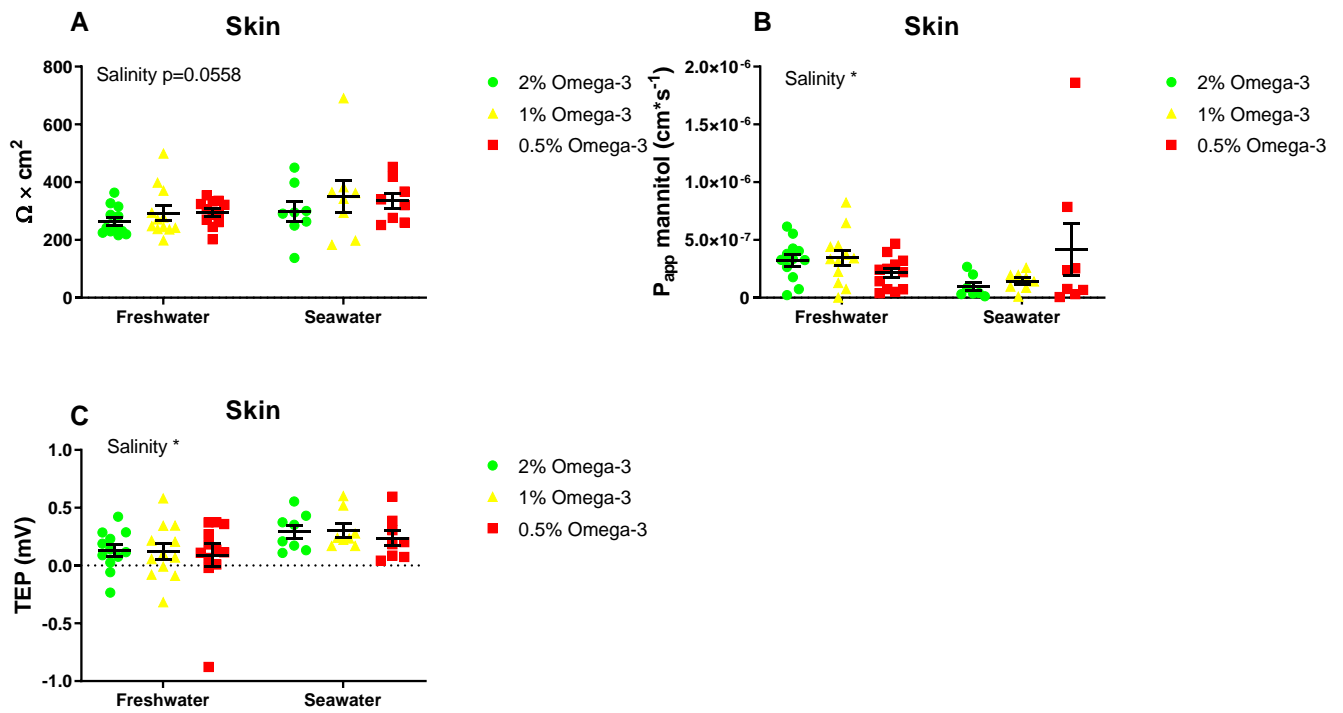 A
Skin
Salinity p=0.0558
800
600
400
200
0
Ω × cm²
Freshwater
Seawater
2% Omega-3
1% Omega-3
0.5% Omega-3
B
Skin
Salinity *
2.0×10⁻⁶
1.5×10⁻⁶
1.0×10⁻⁶
5.0×10⁻⁷
0
Papp mannitol (cm*s⁻¹)
Freshwater
Seawater
2% Omega-3
1% Omega-3
0.5% Omega-3
C
Skin
Salinity *
1.0
0.5
0.0
-0.5
-1.0
TEP (mV)
Freshwater
Seawater
2% Omega-3
1% Omega-3
0.5% Omega-3